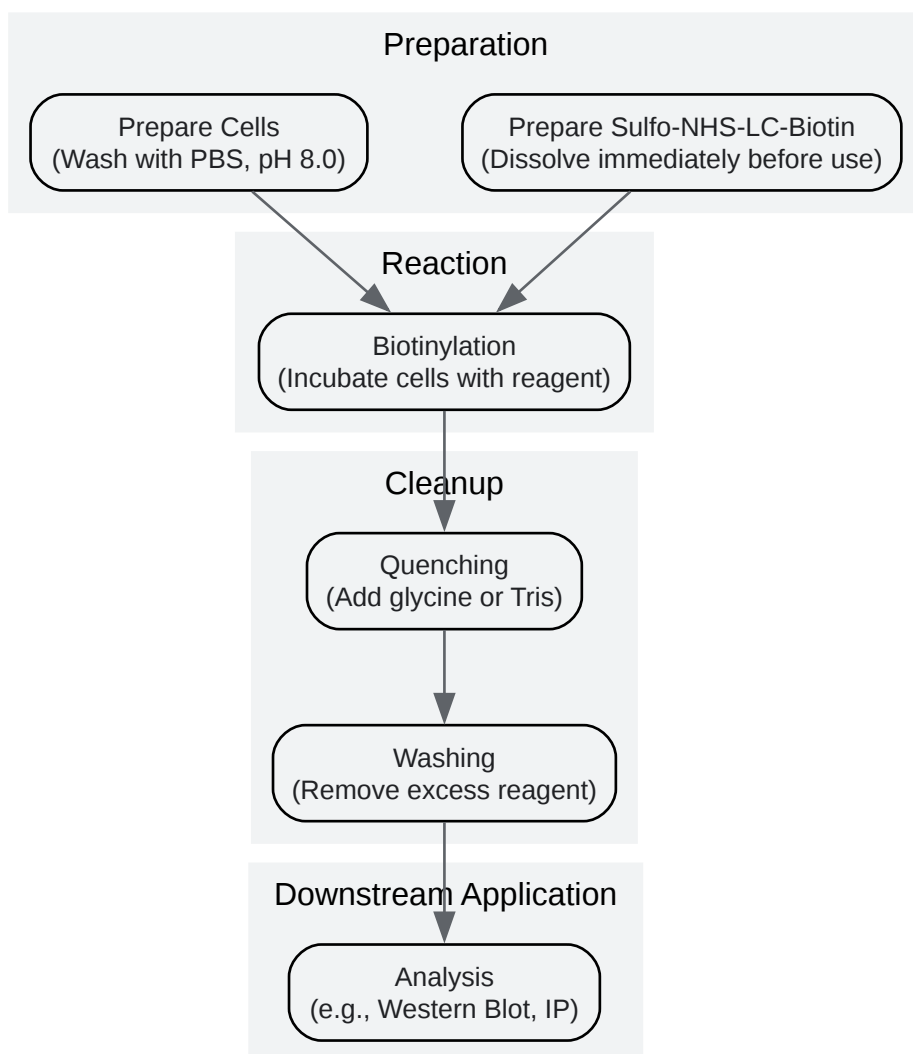 Preparation
Prepare Cells
(Wash with PBS, pH 8.0)
Prepare Sulfo-NHS-LC-Biotin
(Dissolve immediately before use)
Reaction
Biotinylation
(Incubate cells with reagent)
Cleanup
Quenching
(Add glycine or Tris)
Washing
(Remove excess reagent)
Downstream Application
Analysis
(e.g., Western Blot, IP)